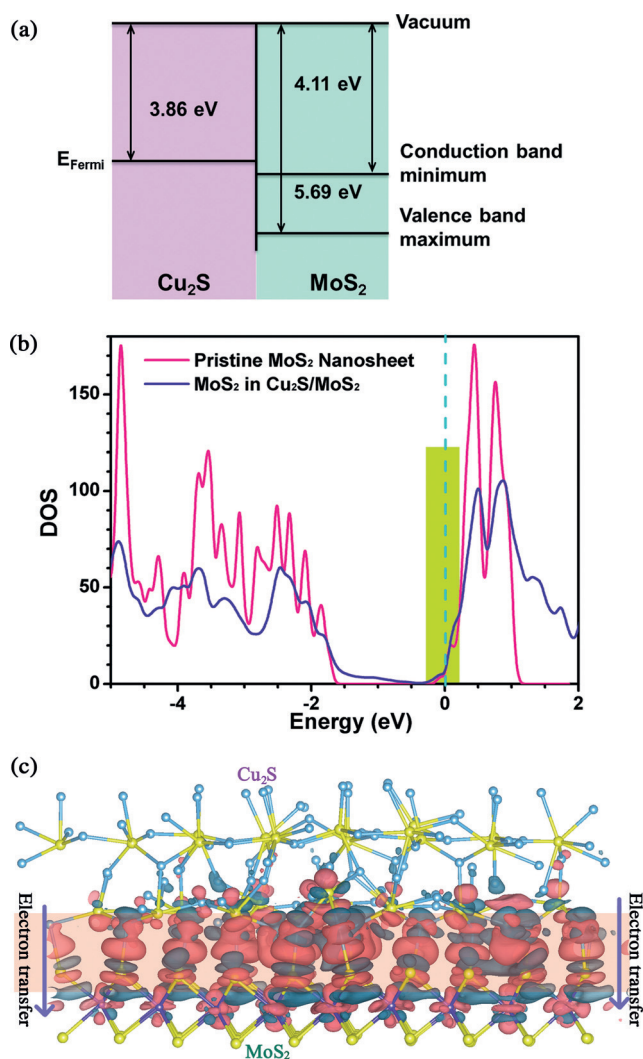 (a)
Vacuum
3.86 eV
4.11 eV
E_Fermi
Conduction band
minimum
5.69 eV
Valence band
maximum
Cu₂S
MoS₂
(b)
Pristine MoS₂ Nanosheet
MoS₂ in Cu₂S/MoS₂
150
100
50
0
DOS
-4
-2
0
2
Energy (eV)
(c)
Cu₂S
Electron transfer
Electron transfer
MoS₂